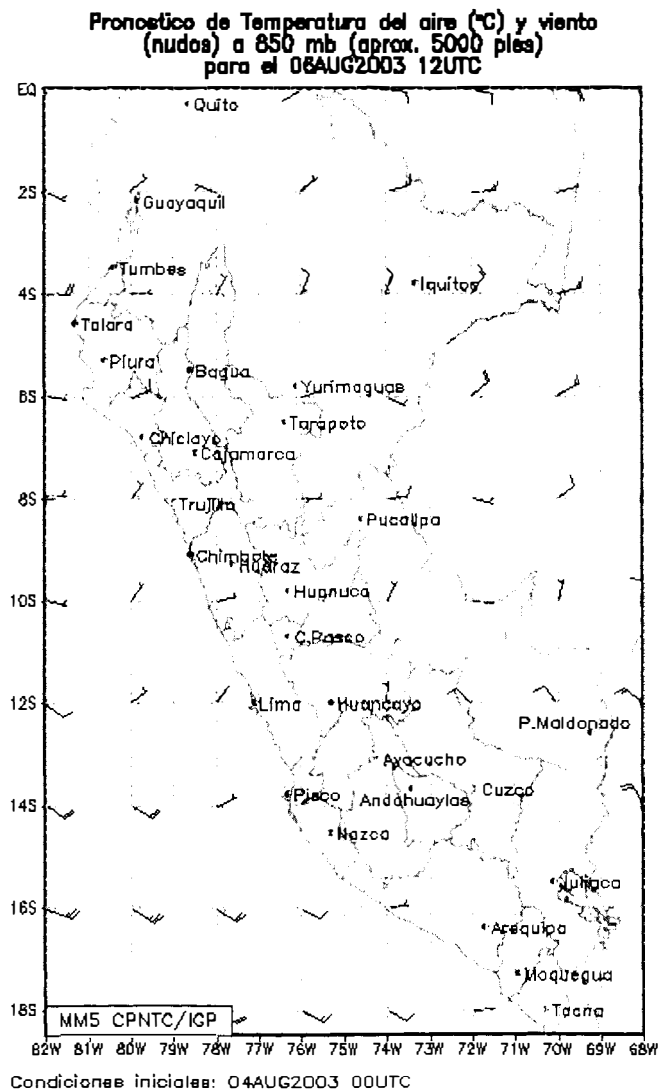 Pronostico de Temperatura del aire (°C) y viento
(nudos) a 850 mb (aprox. 5000 pies)
para el 06AUG2003 12UTC
EQ
Quito
2S
Guayaquil
Tumbes
Iquitos
4S
Talara
Piura
Bagua
Yurimaguas
6S
Tarapoto
Chiclayo
Cajamarca
8S
Trujillo
Pucallpa
Chimbote
Huaraz
10S
Huanuco
C.Pasco
12S
Lima
Huancayo
P.Maldonado
Ayacucho
Cuzco
14S
Pisco
Andahuaylas
Nazca
Juliaca
16S
Arequipa
Moquegua
18S
Tacna
MM5 CPNTC/IGP
82W 81W 80W 79W 78W 77W 76W 75W 74W 73W 72W 71W 70W 69W 68W
Condiciones iniciales: 04AUG2003 00UTC